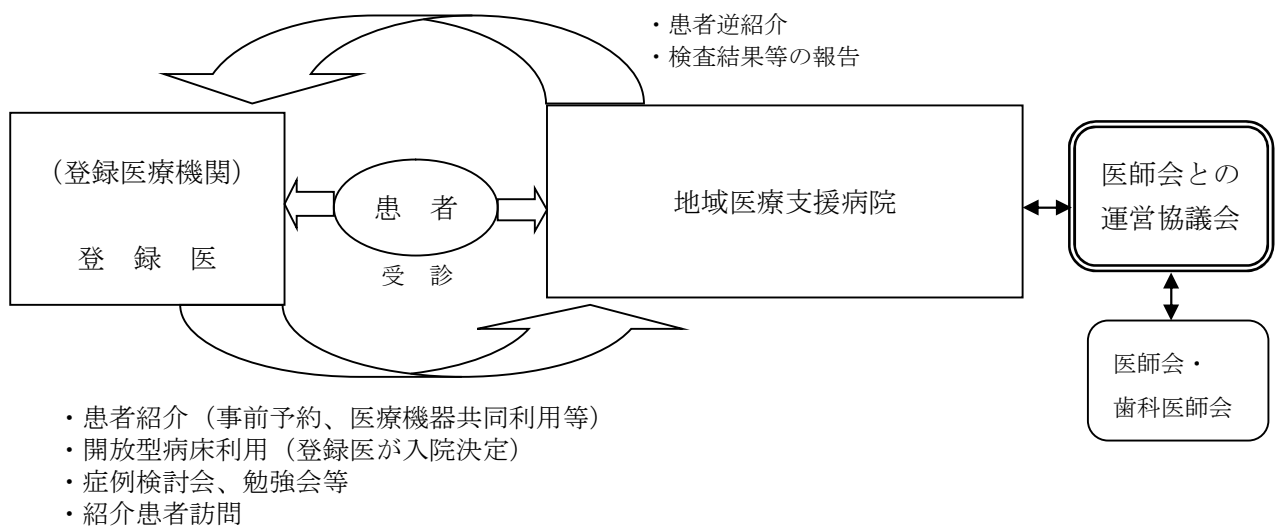 ・患者逆紹介
・検査結果等の報告
（登録医療機関）
登　録　医
患　者
受　診
地域医療支援病院
医師会との
運営協議会
医師会・
歯科医師会
・患者紹介（事前予約、医療機器共同利用等）
・開放型病床利用（登録医が入院決定）
・症例検討会、勉強会等
・紹介患者訪問